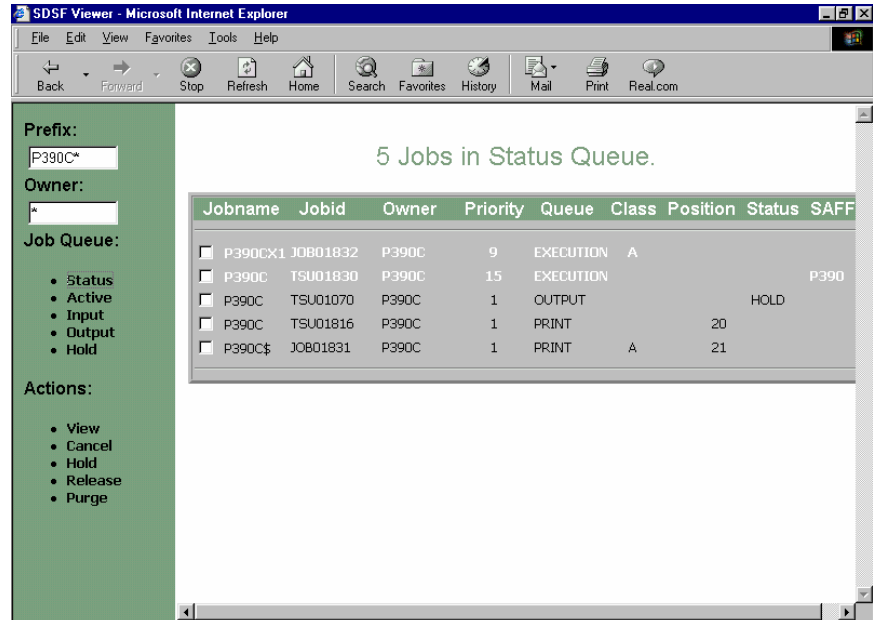 SDSF Viewer - Microsoft Internet Explorer
File Edit View Favorites Tools Help
Back Forward Stop Refresh Home Search Favorites History Mail Print Real.com
Prefix:
P390C*
Owner:
*
Job Queue:
Status
Active
Input
Output
Hold
Actions:
View
Cancel
Hold
Release
Purge
5 Jobs in Status Queue.
Jobname Jobid Owner Priority Queue Class Position Status SAFF
P390CX1 JOB01832 P390C 9 EXECUTION A
P390C TSU01830 P390C 15 EXECUTION P390
P390C TSU01070 P390C 1 OUTPUT HOLD
P390C TSU01816 P390C 1 PRINT 20
P390C$ JOB01831 P390C 1 PRINT A 21